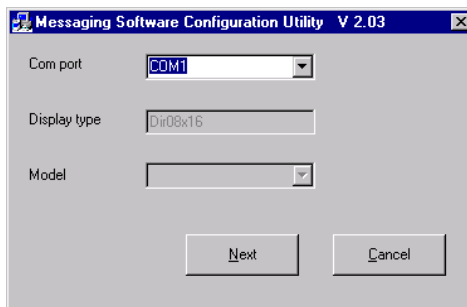 Messaging Software Configuration Utility V 2.03
Com port COM1
Display type Dir08x16
Model
Next Cancel